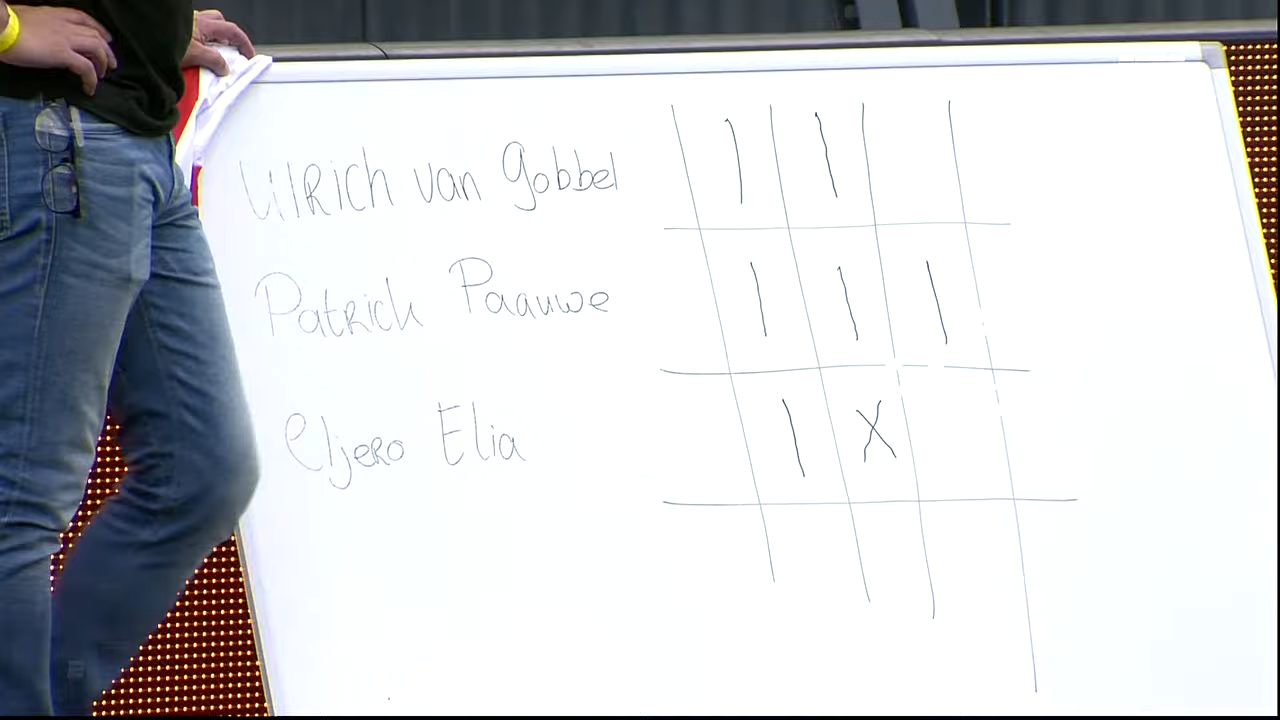 Ulrich van gobbel | |
Patrick Paauwe | | |
Eljero Elia | X